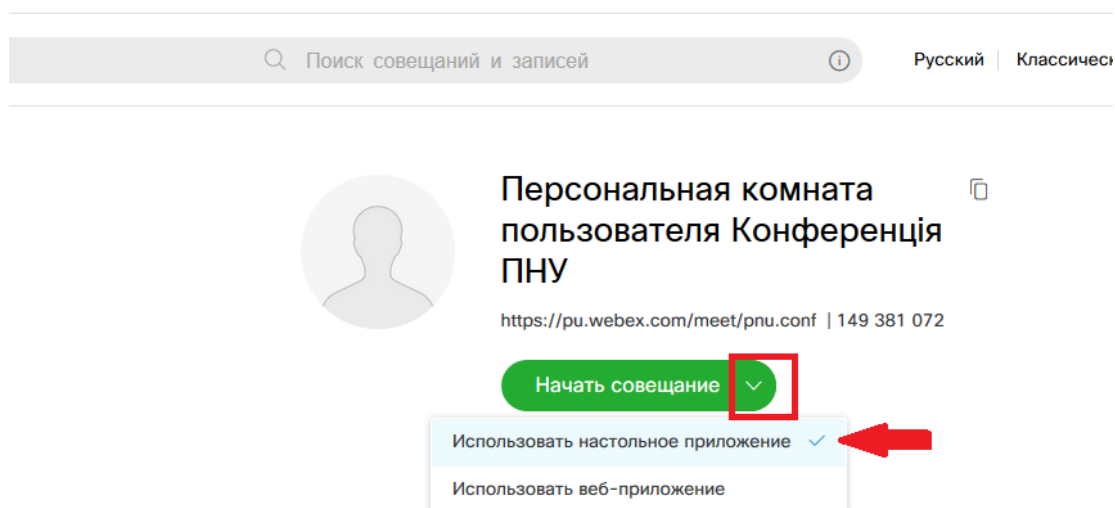 Поиск совещаний и записей
Русский
Персональная комната
пользователя Конференція
ПНУ
https://pu.webex.com/meet/pnu.conf | 149 381 072
Начать совещание
Использовать настольное приложение
Использовать веб-приложение